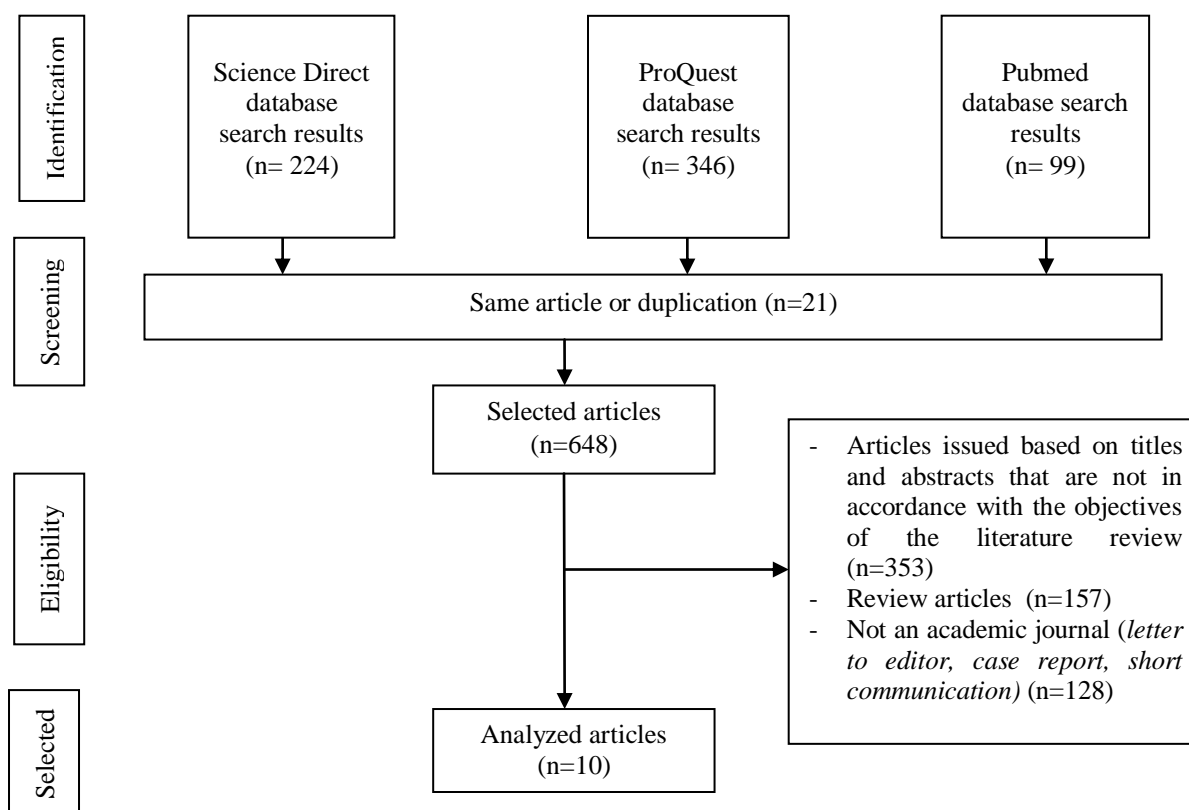 Identification
Science Direct
database
search results
(n= 224)
ProQuest
database
search results
(n= 346)
Pubmed
database search
results
(n= 99)
Screening
Same article or duplication (n=21)
Selected articles
(n=648)
Eligibility
- Articles issued based on titles
and abstracts that are not in
accordance with the objectives
of the literature review
(n=353)
- Review articles (n=157)
- Not an academic journal (letter
to editor, case report, short
communication) (n=128)
Selected
Analyzed articles
(n=10)